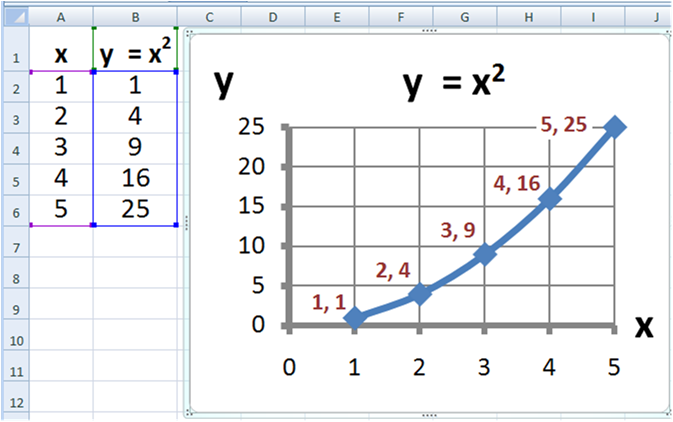 A B C D E F G H I J
1 x y = x²
2 1 1
3 2 4
4 3 9
5 4 16
6 5 25
7
8
9
10
11
12
y
y = x²
25
20
15
10
5
0
5, 25
4, 16
3, 9
2, 4
1, 1
x
0 1 2 3 4 5